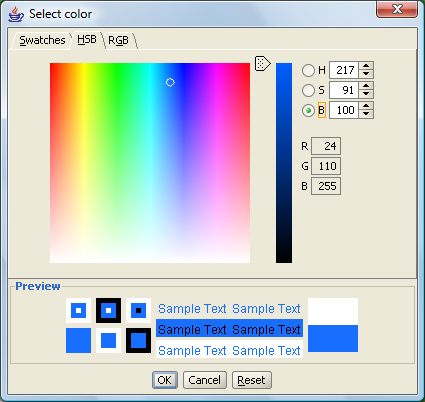 Select color
Swatches HSB RGB
H 217
S 91
B 100
R 24
G 110
B 255
Preview
Sample Text Sample Text
Sample Text Sample Text
Sample Text Sample Text
OK Cancel Reset